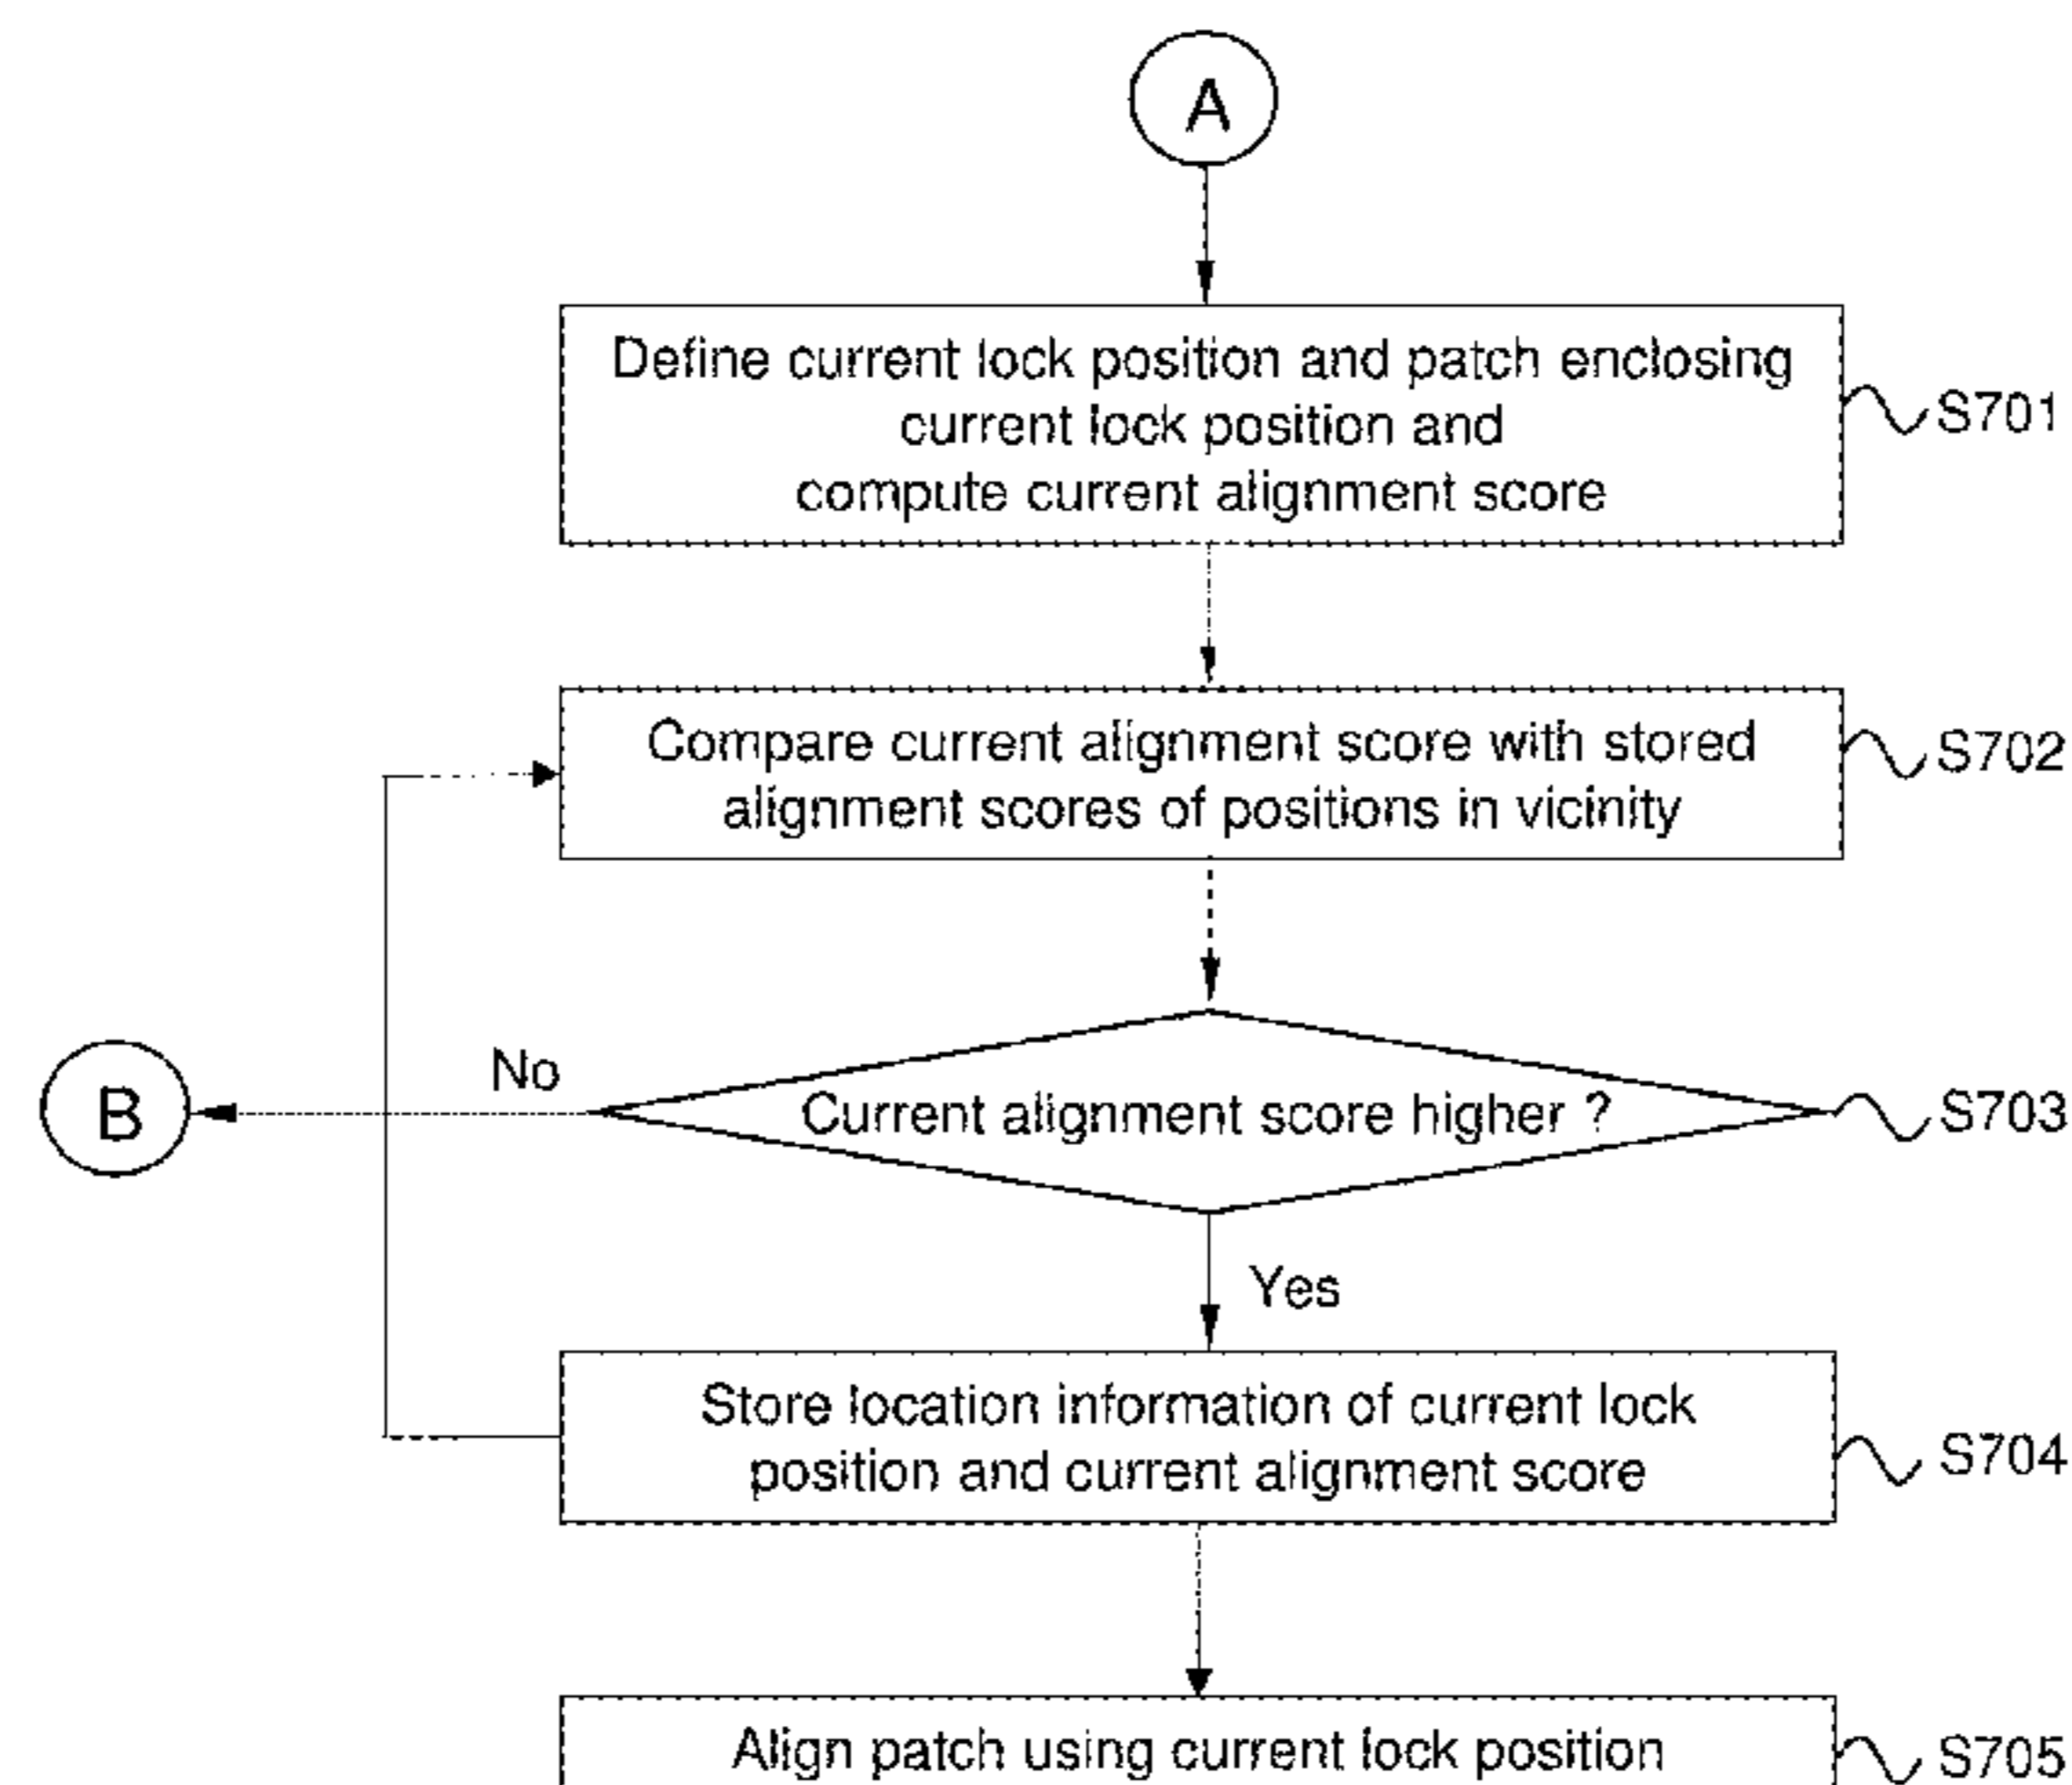 A
Define current lock position and patch enclosing
current lock position and
compute current alignment score
S701
Compare current alignment score with stored
alignment scores of positions in vicinity
S702
B
No
Current alignment score higher ?
S703
Yes
Store location information of current lock
position and current alignment score
S704
Align patch using current lock position
S705